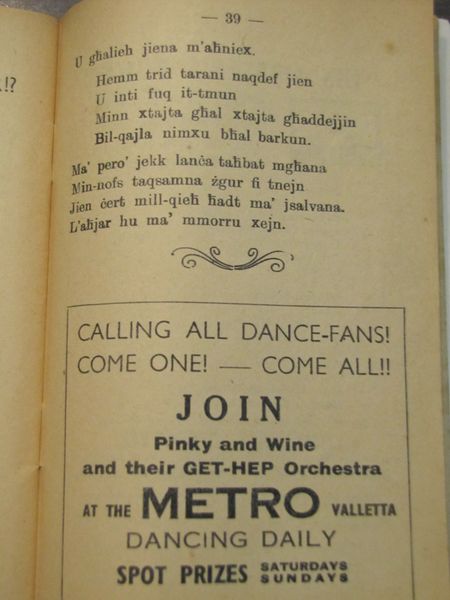 !?
— 39 —
U għalieh jiena m'aħniex.
Hemm trid tarani naqdef jien
U inti fuq it-tmun
Minn xtajta għal xtajta għaddejjin
Bil-qajla nimxu bħal barkun.
Ma' pero' jekk lanċa taħbat mgħana
Min-nofs taqsamna żgur fi tnejn
Jien ċert mill-qieħ ħadt ma' jsalvana.
L'aħjar hu ma' mmorru xejn.
CALLING ALL DANCE-FANS!
COME ONE! — COME ALL!!
JOIN
Pinky and Wine
and their GET-HEP Orchestra
AT THE METRO VALLETTA
DANCING DAILY
SPOT PRIZES SATURDAYS SUNDAYS